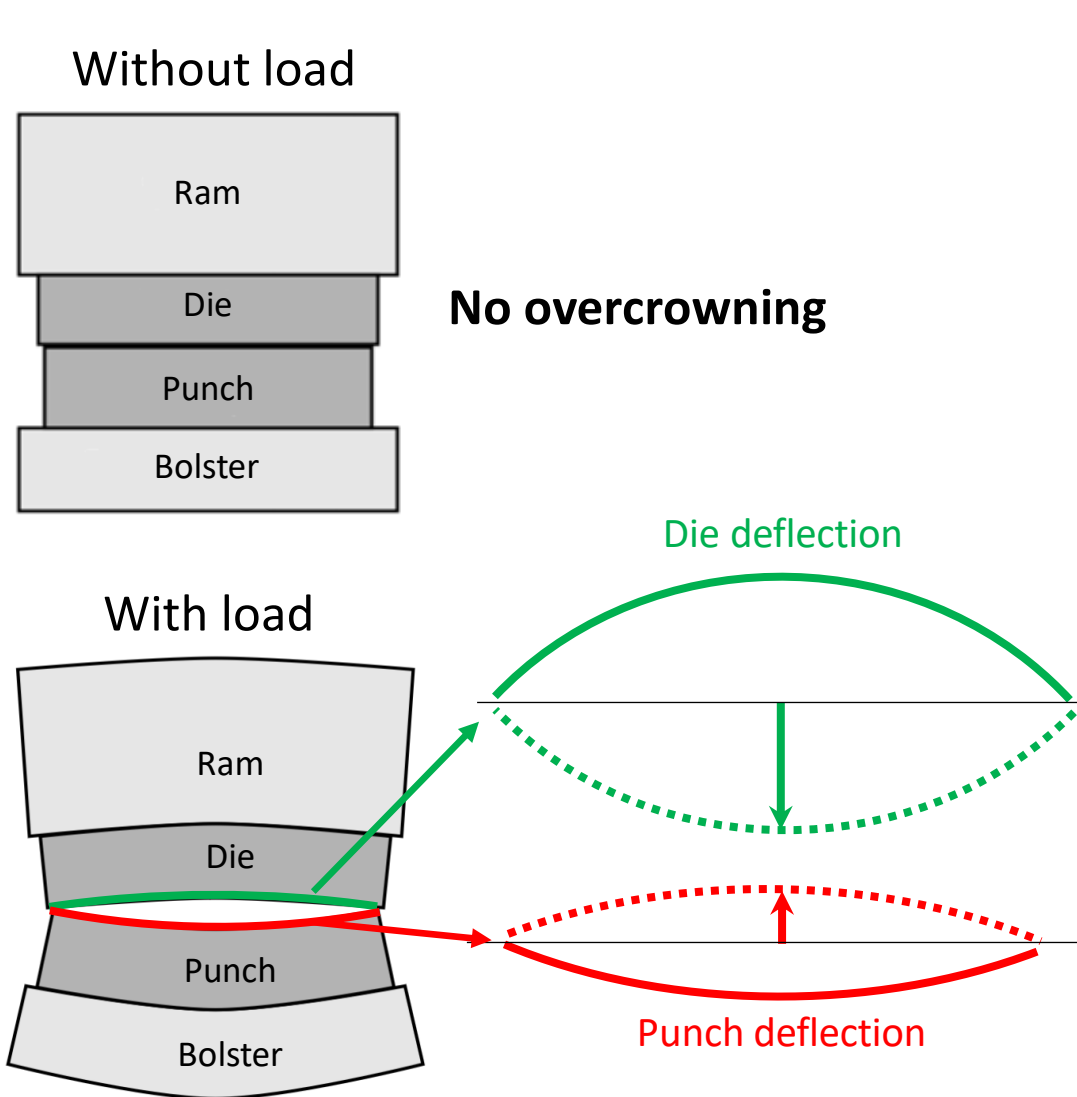 Without load
Ram
Die
No overcrowning
Punch
Bolster
Die deflection
With load
Ram
Die
Punch
Punch deflection
Bolster